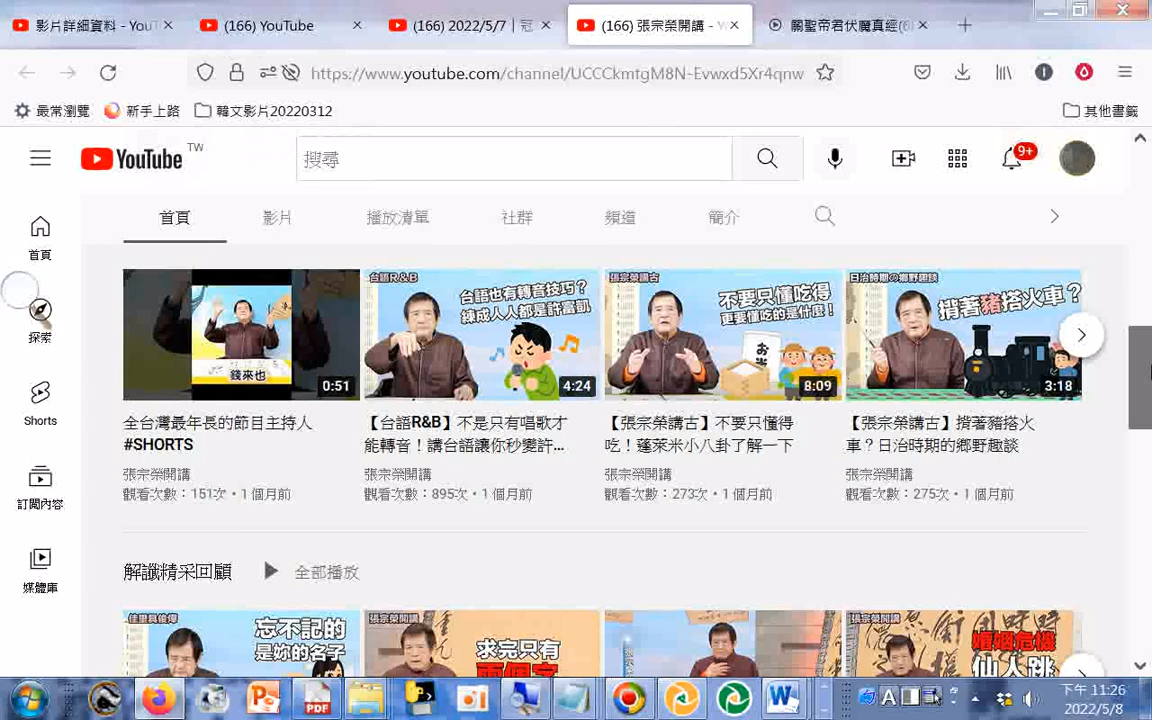 影片詳細資料 - YouT
(166) YouTube
(166) 2022/5/7｜冠
(166) 張宗榮開講 - Y
關聖帝君伏魔真經(6
https://www.youtube.com/channel/UCCCkmtgM8N-Evwxd5Xr4qnw
最常瀏覽
新手上路
韓文影片20220312
其他書籤
YouTube TW
搜尋
9+
首頁
影片
播放清單
社群
頻道
簡介
首頁
探索
Shorts
訂閱內容
媒體庫
錢來也
0:51
台語R&B
台語也有轉音技巧？
練成人人都是許富凱
4:24
張宗榮講古
不要只懂吃得
更要懂吃的是什麼！
お米
8:09
日治時期の鄉野趣談
揹著豬搭火車？
3:18
全台灣最年長的節目主持人
#SHORTS
張宗榮開講
觀看次數：151次・1 個月前
【台語R&B】不是只有唱歌才
能轉音！講台語讓你秒變許...
張宗榮開講
觀看次數：895次・1 個月前
【張宗榮講古】不要只懂得
吃！蓬萊米小八卦了解一下
張宗榮開講
觀看次數：273次・1 個月前
【張宗榮講古】揹著豬搭火
車？日治時期的鄉野趣談
張宗榮開講
觀看次數：275次・1 個月前
解讖精采回顧
全部播放
忘不記的
是妳的名子
張宗榮開講
求完只有
兩個字
張宗榮開講
婚姻危機
仙人跳
PDF
A
下午 11:26
2022/5/8